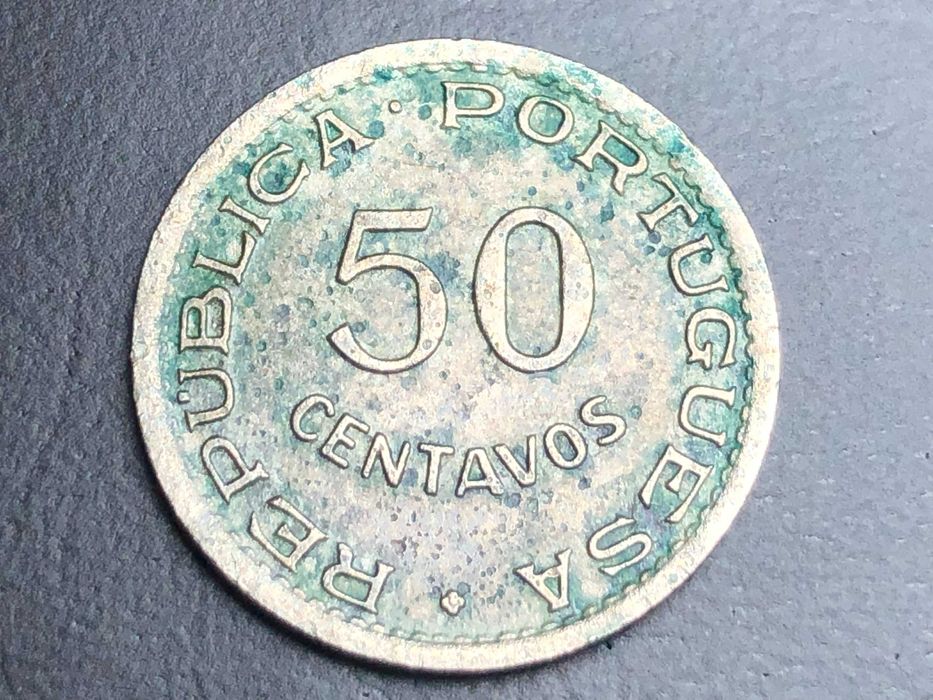 REPÚBLICA · PORTUGUESA
50
CENTAVOS